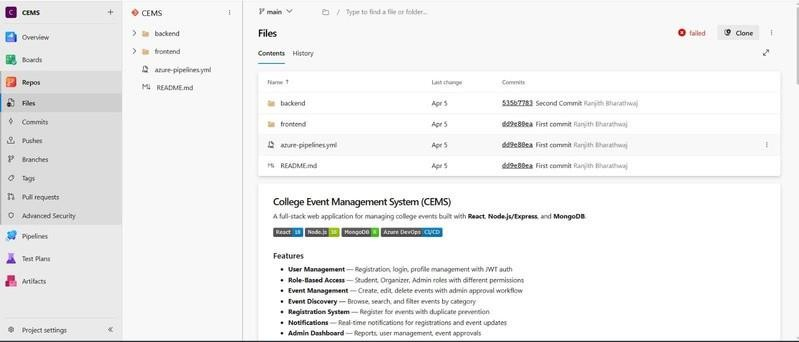 C CEMS +
Overview
Boards
Repos
Files
Commits
Pushes
Branches
Tags
Pull requests
Advanced Security
Pipelines
Test Plans
Artifacts
Project settings
CEMS
backend
frontend
azure-pipelines.yml
M↓ README.md
main / Type to find a file or folder...
Files
failed
Clone
Contents History
Name ↑ Last change Commits
backend Apr 5 535b7783 Second Commit Ranjith Bharathwaj
frontend Apr 5 dd9e80ea First commit Ranjith Bharathwaj
azure-pipelines.yml Apr 5 dd9e80ea First commit Ranjith Bharathwaj
M↓ README.md Apr 5 dd9e80ea First commit Ranjith Bharathwaj
College Event Management System (CEMS)
A full-stack web application for managing college events built with React, Node.js/Express, and MongoDB.
React 18 Node.js 20 MongoDB 8 Azure DevOps CI/CD
Features
• User Management — Registration, login, profile management with JWT auth
• Role-Based Access — Student, Organizer, Admin roles with different permissions
• Event Management — Create, edit, delete events with admin approval workflow
• Event Discovery — Browse, search, and filter events by category
• Registration System — Register for events with duplicate prevention
• Notifications — Real-time notifications for registrations and event updates
• Admin Dashboard — Reports, user management, event approvals